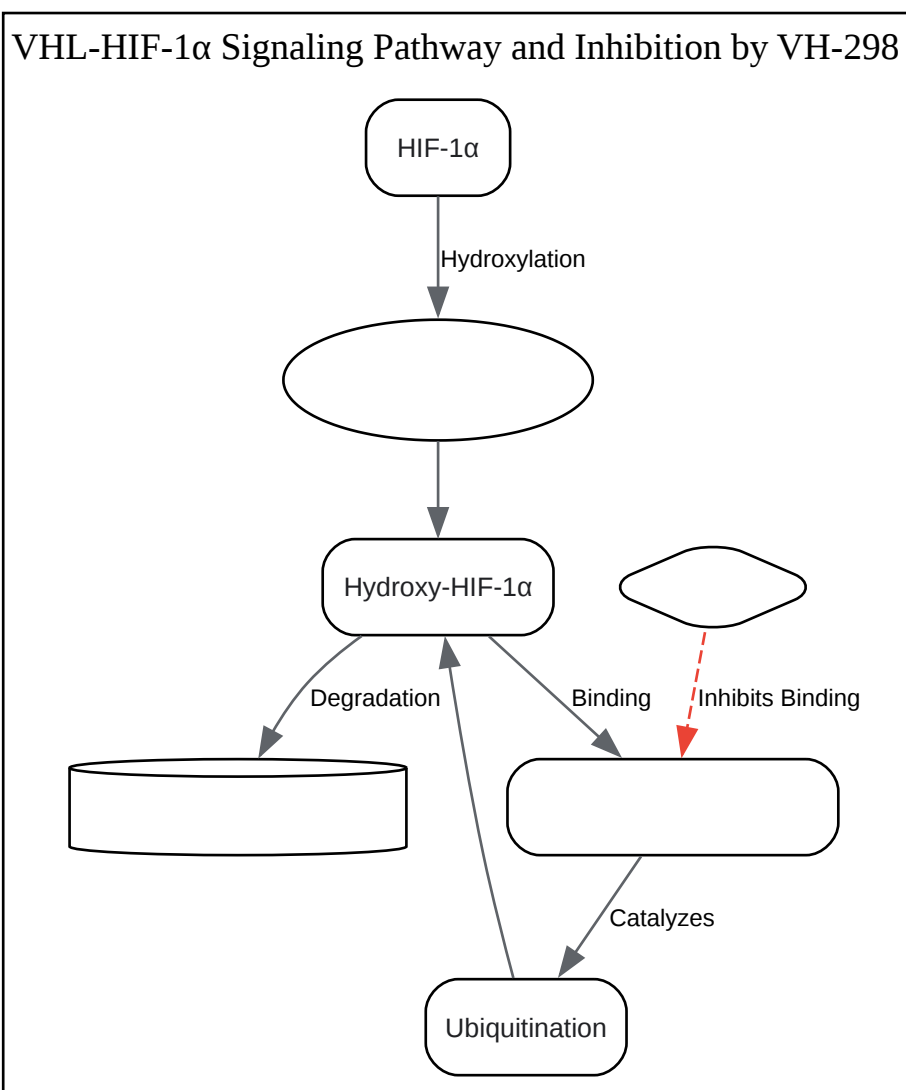 VHL-HIF-1α Signaling Pathway and Inhibition by VH-298
HIF-1α
Hydroxylation
Hydroxy-HIF-1α
Degradation
Binding
Inhibits Binding
Catalyzes
Ubiquitination